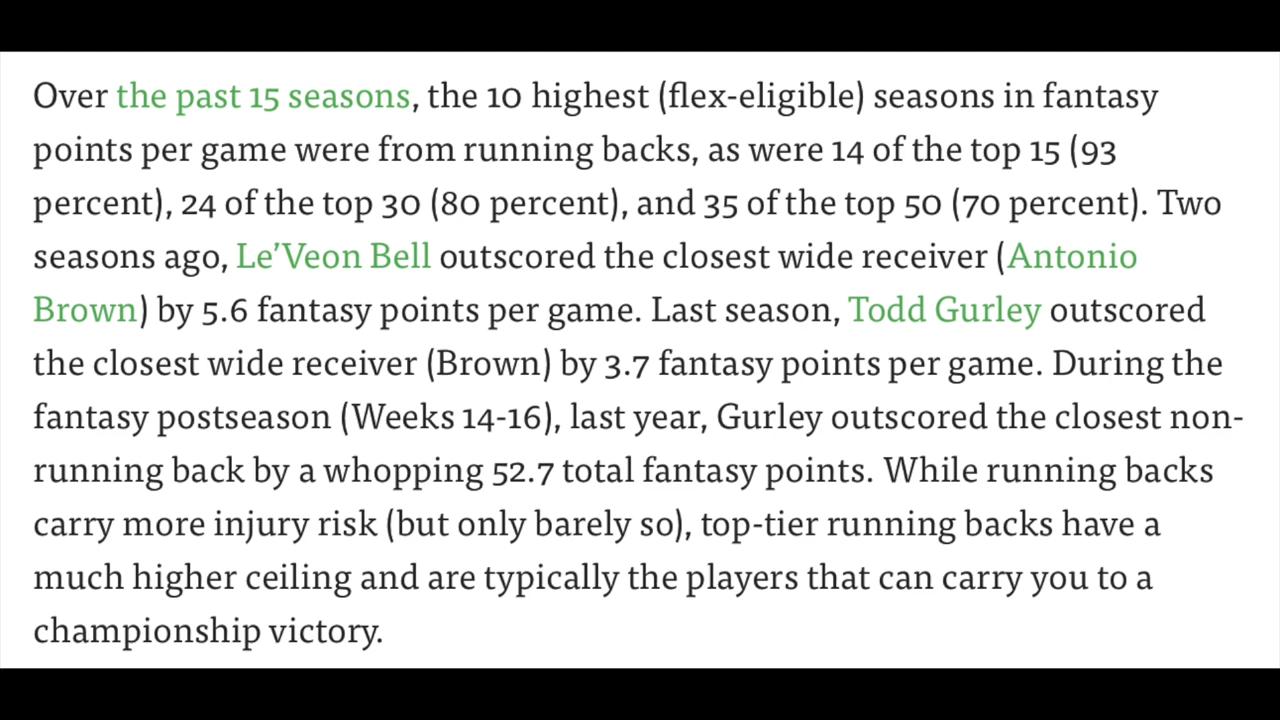 Over the past 15 seasons, the 10 highest (flex-eligible) seasons in fantasy
points per game were from running backs, as were 14 of the top 15 (93
percent), 24 of the top 30 (80 percent), and 35 of the top 50 (70 percent). Two
seasons ago, Le’Veon Bell outscored the closest wide receiver (Antonio
Brown) by 5.6 fantasy points per game. Last season, Todd Gurley outscored
the closest wide receiver (Brown) by 3.7 fantasy points per game. During the
fantasy postseason (Weeks 14-16), last year, Gurley outscored the closest non-
running back by a whopping 52.7 total fantasy points. While running backs
carry more injury risk (but only barely so), top-tier running backs have a
much higher ceiling and are typically the players that can carry you to a
championship victory.